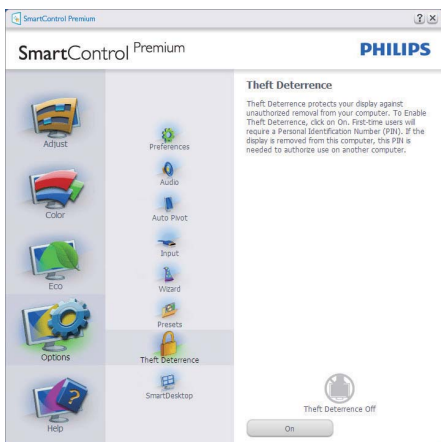 SmartControl Premium
SmartControl Premium
PHILIPS
Adjust
Color
Eco
Options
Help
Preferences
Audio
Auto Pivot
Input
Wizard
Presets
Theft Deterrence
SmartDesktop
Theft Deterrence
Theft Deterrence protects your display against
unauthorized removal from your computer. To Enable
Theft Deterrence, click on On. First-time users will
require a Personal Identification Number (PIN). If the
display is removed from this computer, this PIN is
needed to authorize use on another computer.
Theft Deterrence Off
On